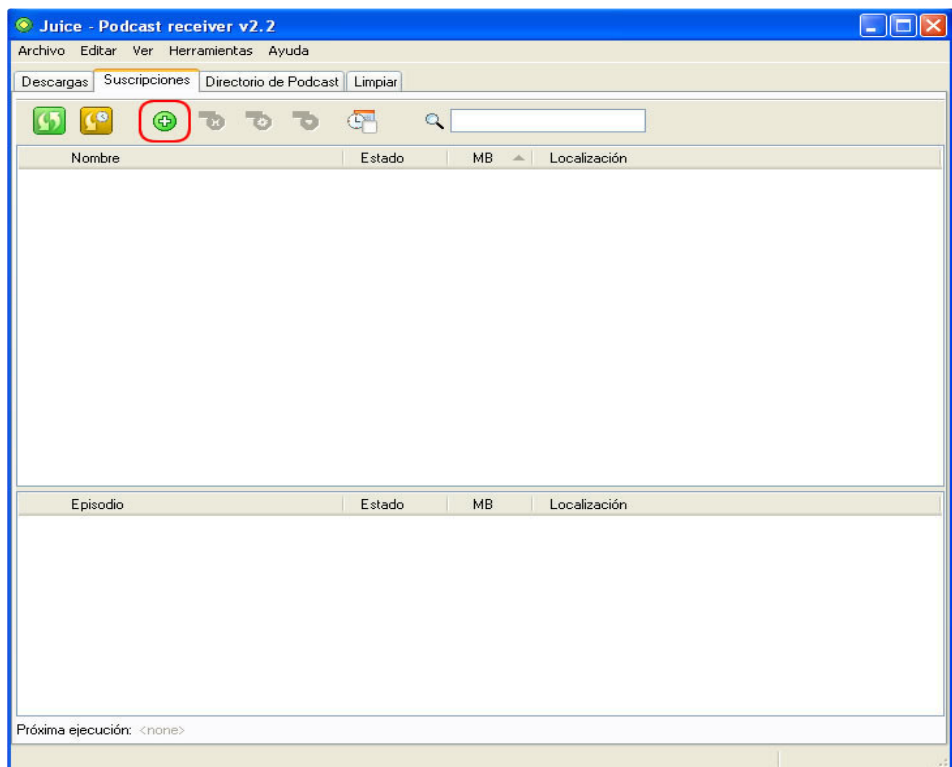 Juice - Podcast receiver v2.2
Archivo Editar Ver Herramientas Ayuda
Descargas Suscripciones Directorio de Podcast Limpiar
Nombre Estado MB Localización
Episodio Estado MB Localización
Próxima ejecución: <none>